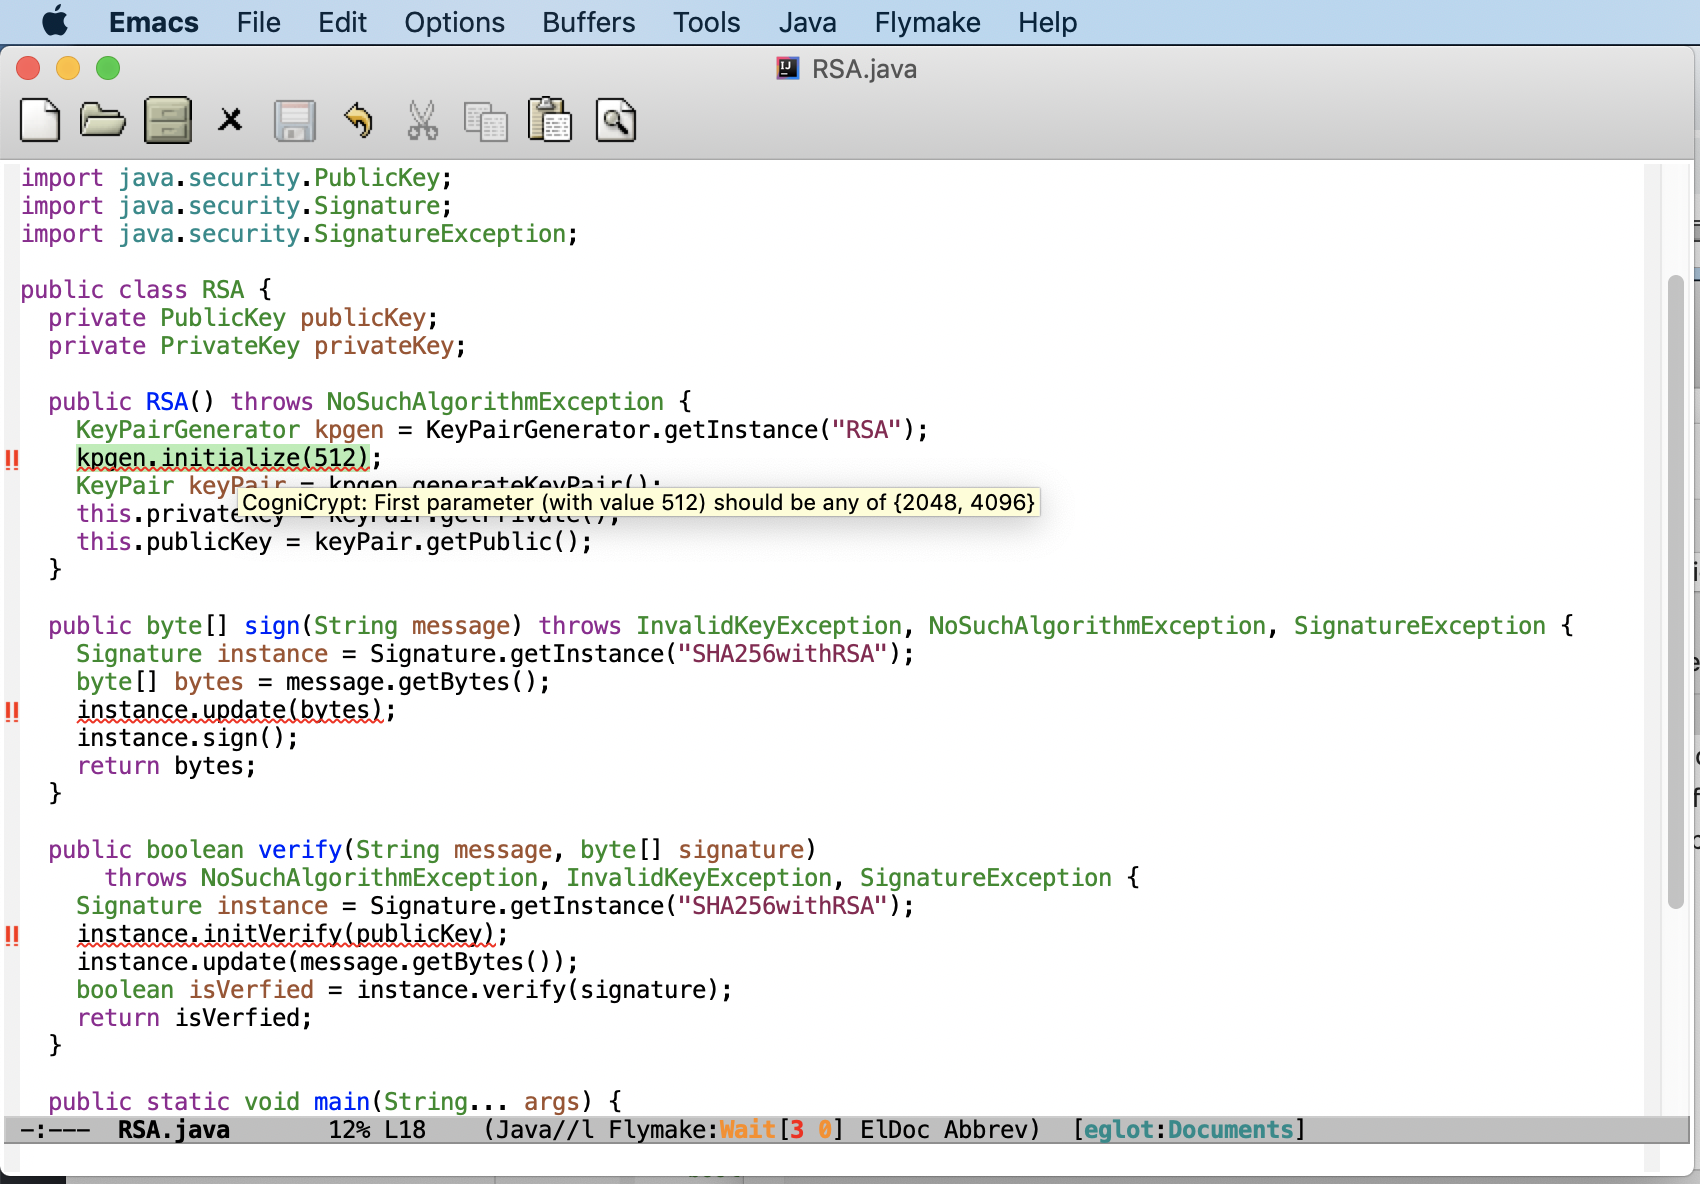 Emacs File Edit Options Buffers Tools Java Flymake Help
RSA.java
import java.security.PublicKey;
import java.security.Signature;
import java.security.SignatureException;
public class RSA {
private PublicKey publicKey;
private PrivateKey privateKey;
public RSA() throws NoSuchAlgorithmException {
KeyPairGenerator kpgen = KeyPairGenerator.getInstance("RSA");
!! kpgen.initialize(512);
KeyPair keyPair = kpgen.generateKeyPair();
CogniCrypt: First parameter (with value 512) should be any of {2048, 4096}
this.privateKey = keyPair.getPrivate();
this.publicKey = keyPair.getPublic();
}
public byte[] sign(String message) throws InvalidKeyException, NoSuchAlgorithmException, SignatureException {
Signature instance = Signature.getInstance("SHA256withRSA");
byte[] bytes = message.getBytes();
!! instance.update(bytes);
instance.sign();
return bytes;
}
public boolean verify(String message, byte[] signature)
throws NoSuchAlgorithmException, InvalidKeyException, SignatureException {
Signature instance = Signature.getInstance("SHA256withRSA");
!! instance.initVerify(publicKey);
instance.update(message.getBytes());
boolean isVerfied = instance.verify(signature);
return isVerfied;
}
public static void main(String... args) {
-:--- RSA.java 12% L18 (Java//l Flymake:Wait[3 0] ElDoc Abbrev) [eglot:Documents]